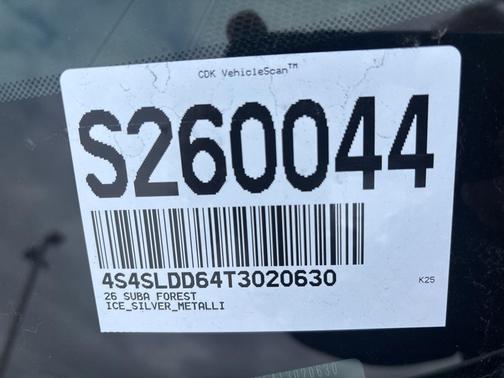 CDK VehicleScan™
S260044
4S4SLDD64T3020630
K25
26 SUBA FOREST
ICE_SILVER_METALLI